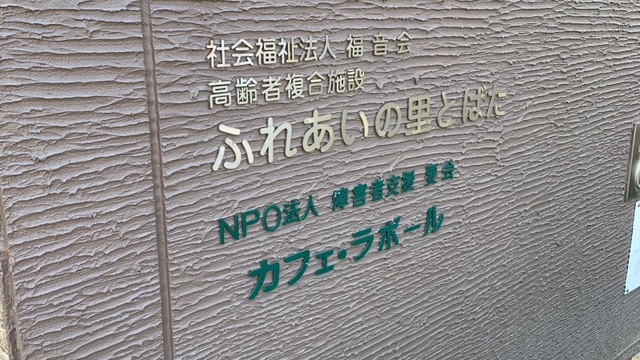 社会福祉法人 福音会
高齢者複合施設
ふれあいの里とばた
NPO法人 障害者支援 要会
カフェ・ラポール